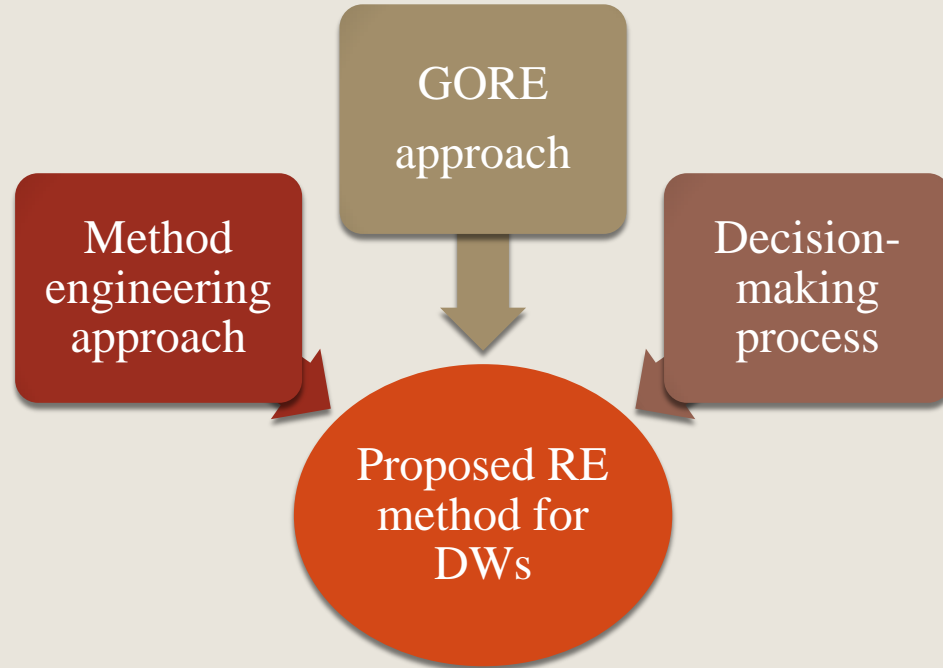 GORE
approach
Method
engineering
approach
Decision-
making
process
Proposed RE
method for
DWs